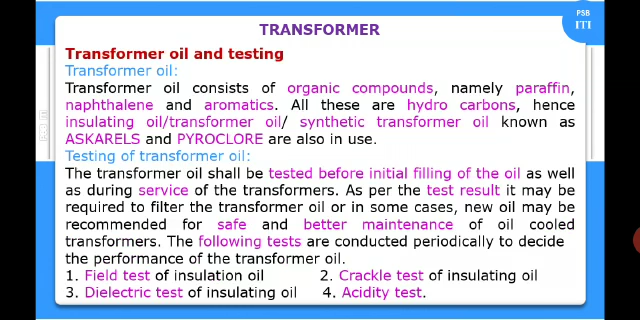 PSB
ITI
TRANSFORMER
Transformer oil and testing
Transformer oil:
Transformer oil consists of organic compounds, namely paraffin,
naphthalene and aromatics. All these are hydro carbons, hence
insulating oil/transformer oil/ synthetic transformer oil known as
ASKARELS and PYROCLORE are also in use.
Testing of transformer oil:
The transformer oil shall be tested before initial filling of the oil as well
as during service of the transformers. As per the test result it may be
required to filter the transformer oil or in some cases, new oil may be
recommended for safe and better maintenance of oil cooled
transformers. The following tests are conducted periodically to decide
the performance of the transformer oil.
1. Field test of insulation oil 2. Crackle test of insulating oil
3. Dielectric test of insulating oil 4. Acidity test.